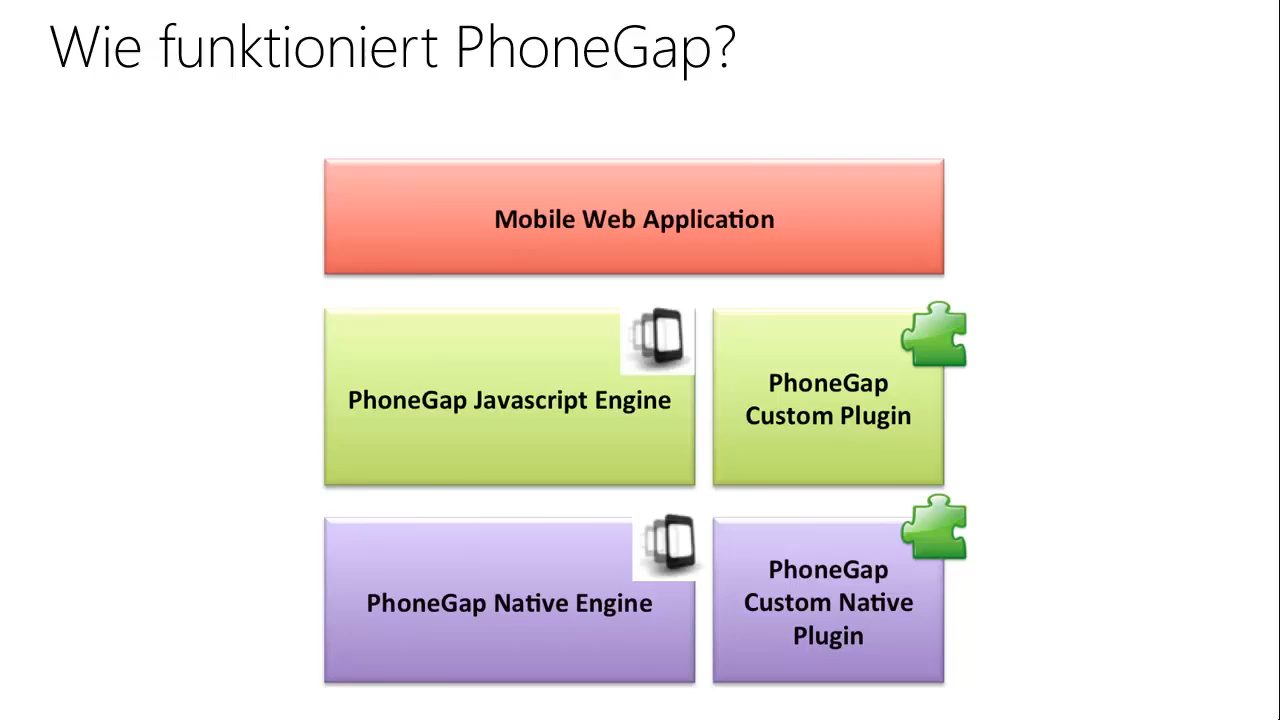 Wie funktioniert PhoneGap?
Mobile Web Application
PhoneGap Javascript Engine
PhoneGap
Custom Plugin
PhoneGap Native Engine
PhoneGap
Custom Native
Plugin